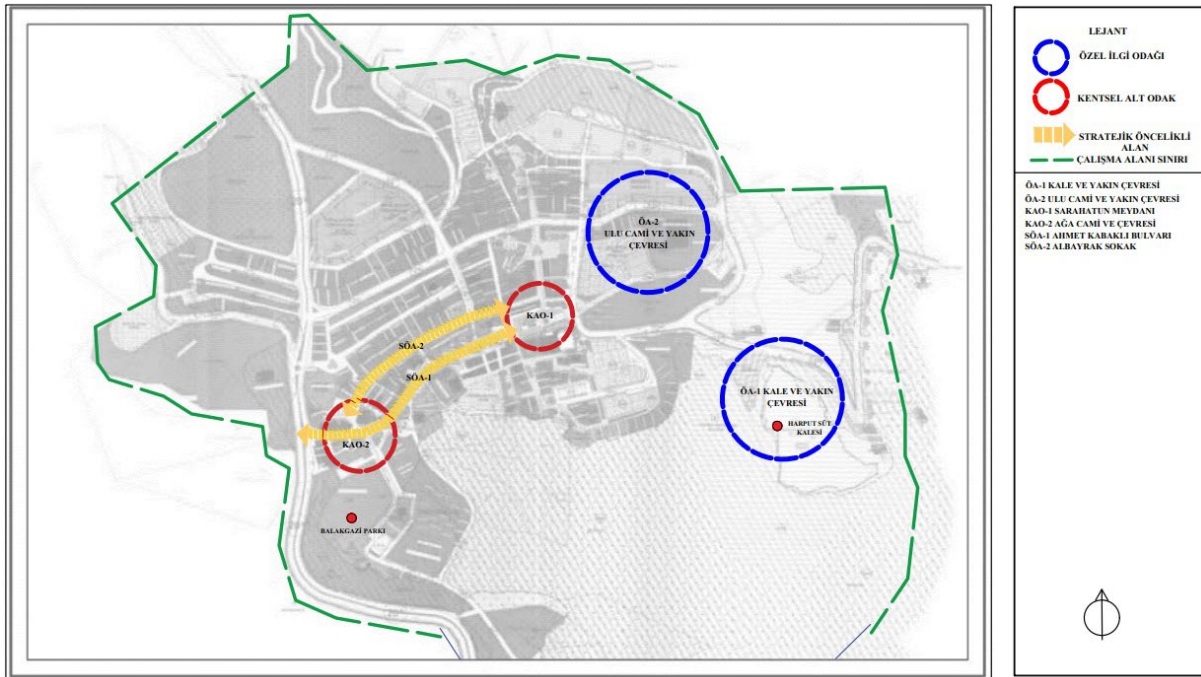 ÖA-2
ULU CAMİ VE YAKIN
ÇEVRESİ
KAO-1
SÖA-2
SÖA-1
ÖA-1 KALE VE YAKIN
ÇEVRESİ
HARPUT SÜT
KALESİ
KAO-2
BALAKGAZİ PARKI
LEJANT
ÖZEL İLGİ ODAĞI
KENTSEL ALT ODAK
STRATEJİK ÖNCELİKLİ
ALAN
ÇALIŞMA ALANI SINIRI
ÖA-1 KALE VE YAKIN ÇEVRESİ
ÖA-2 ULU CAMİ VE YAKIN ÇEVRESİ
KAO-1 SARAHATUN MEYDANI
KAO-2 AĞA CAMİ VE ÇEVRESİ
SÖA-1 AHMET KABAKLI BULVARI
SÖA-2 ALBAYRAK SOKAK